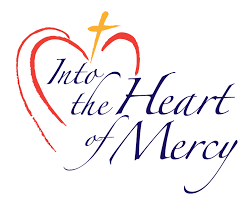 Into
the Heart
of Mercy